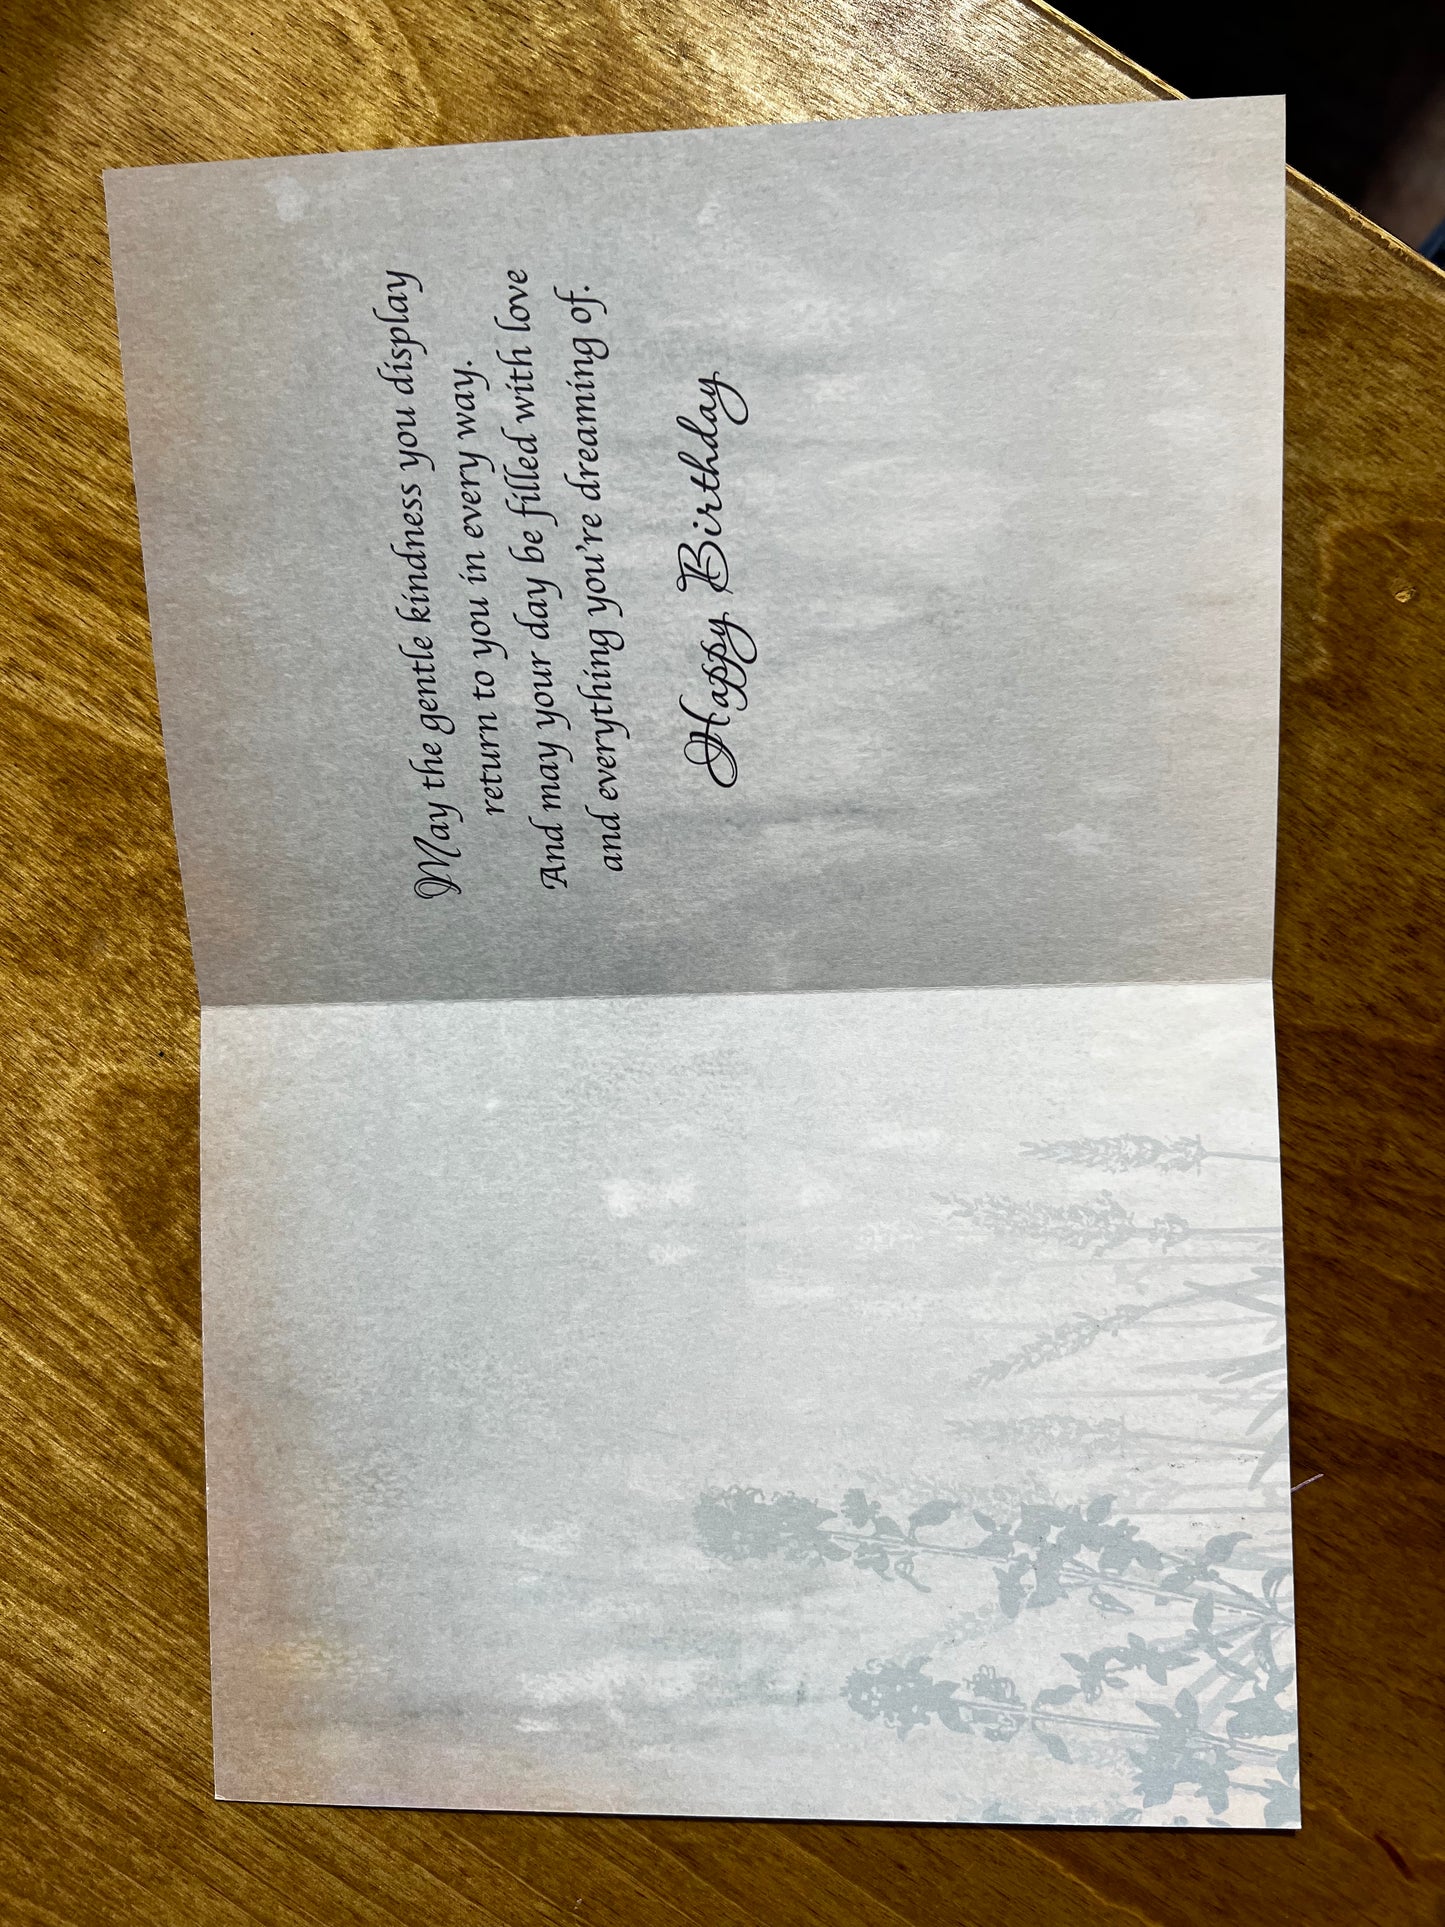 May the gentle kindness you display
return to you in every way.
And may your day be filled with love
and everything you're dreaming of.
Happy Birthday